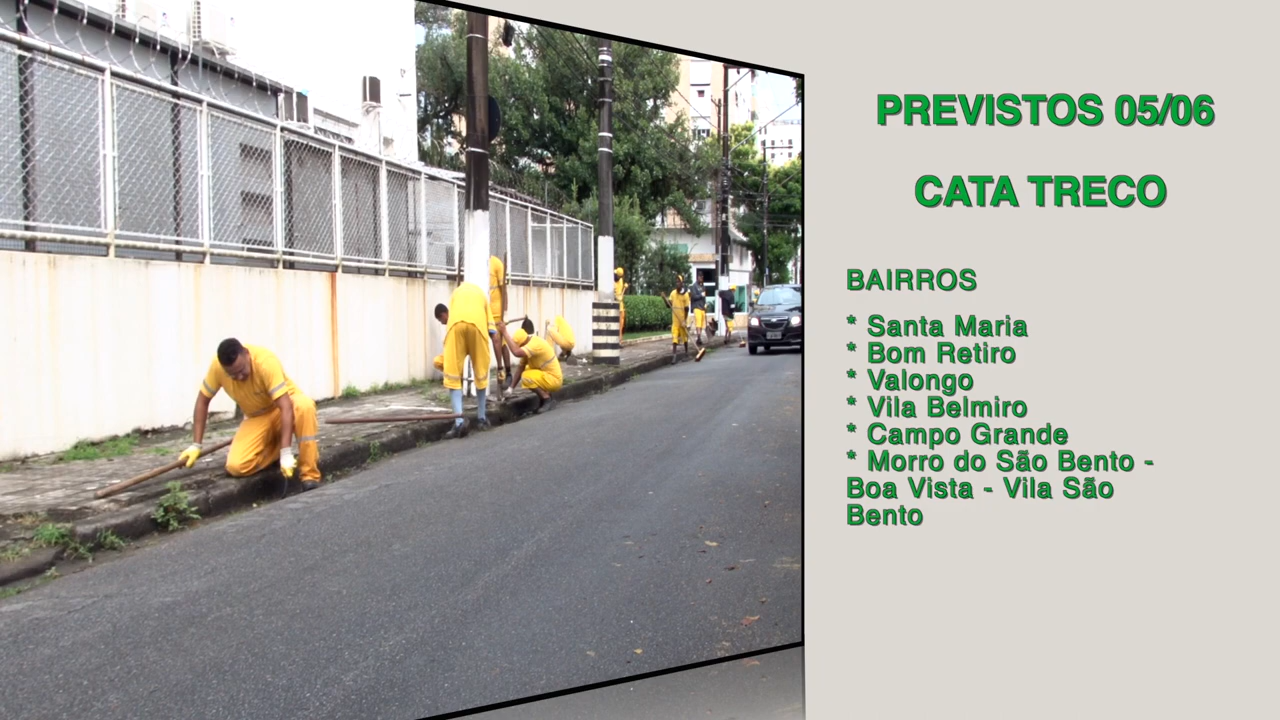 PREVISTOS 05/06
CATA TRECO
BAIRROS
* Santa Maria
* Bom Retiro
* Valongo
* Vila Belmiro
* Campo Grande
* Morro do São Bento -
Boa Vista - Vila São
Bento